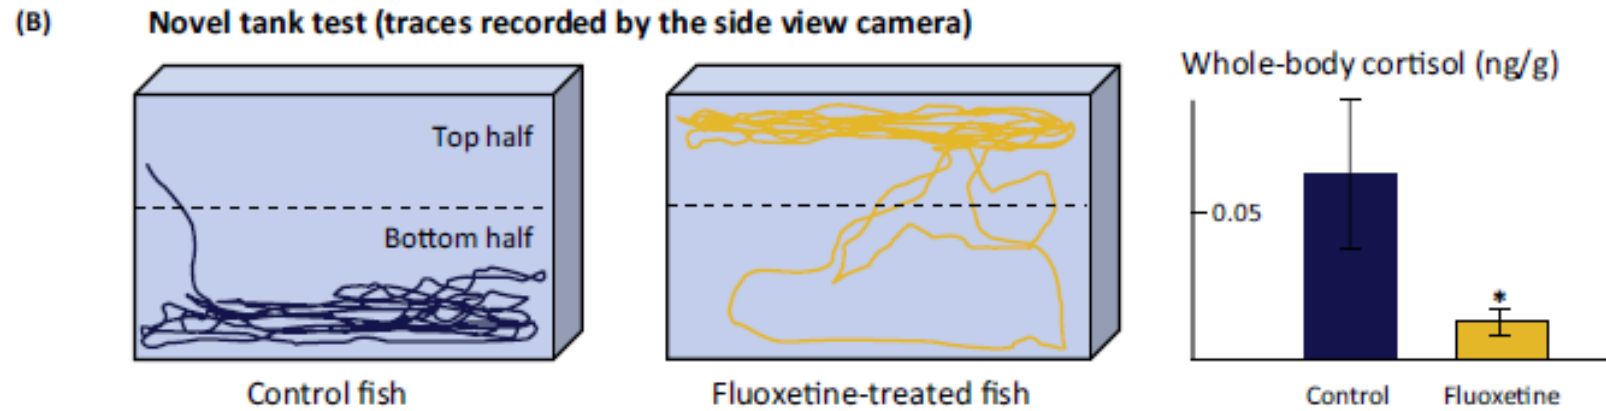 (B) Novel tank test (traces recorded by the side view camera)
Top half
Bottom half
Control fish
Fluoxetine-treated fish
Whole-body cortisol (ng/g)
0.05
*
Control Fluoxetine